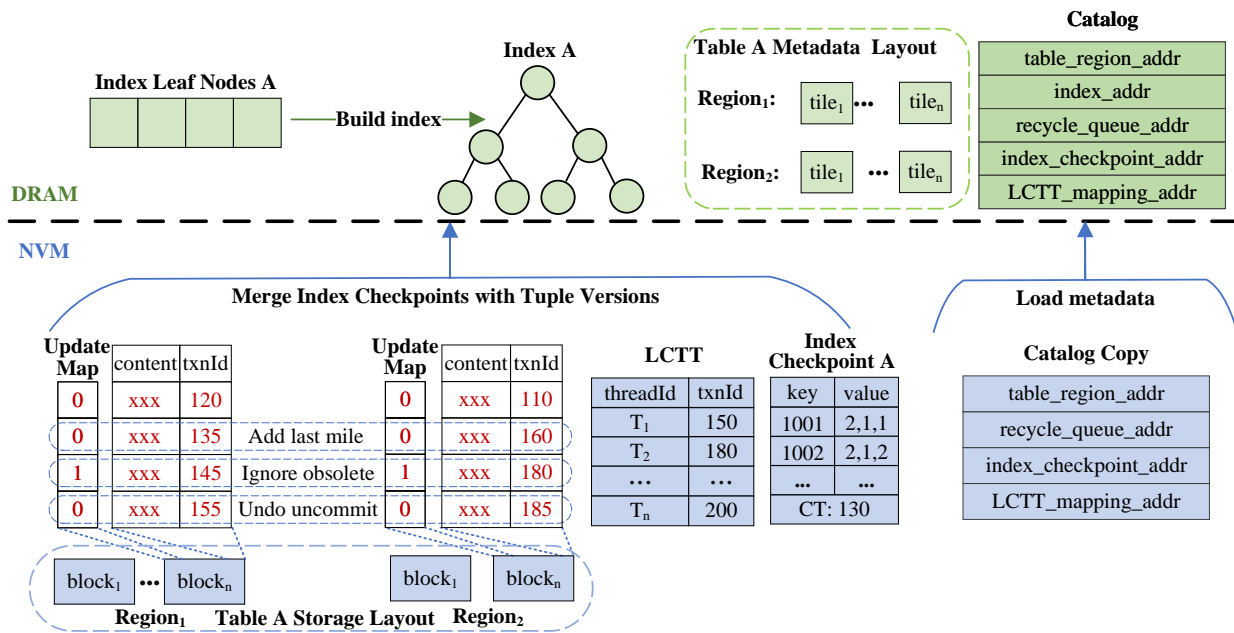 Index Leaf Nodes A
Build index
Index A
Table A Metadata Layout
Region1: tile1 ... tilen
Region2: tile1 ... tilen
Catalog
table_region_addr
index_addr
recycle_queue_addr
index_checkpoint_addr
LCTT_mapping_addr
DRAM
NVM
Merge Index Checkpoints with Tuple Versions
Load metadata
Update
Map
0
0
1
0
content txnId
xxx 120
xxx 135
xxx 145
xxx 155
Add last mile
Ignore obsolete
Undo uncommit
Update
Map
0
0
1
0
content txnId
xxx 110
xxx 160
xxx 180
xxx 185
LCTT
threadId txnId
T1 150
T2 180
... ...
Tn 200
Index
Checkpoint A
key value
1001 2,1,1
1002 2,1,2
... ...
CT: 130
Catalog Copy
table_region_addr
recycle_queue_addr
index_checkpoint_addr
LCTT_mapping_addr
block1 ... blockn
block1 blockn
Region1 Table A Storage Layout Region2